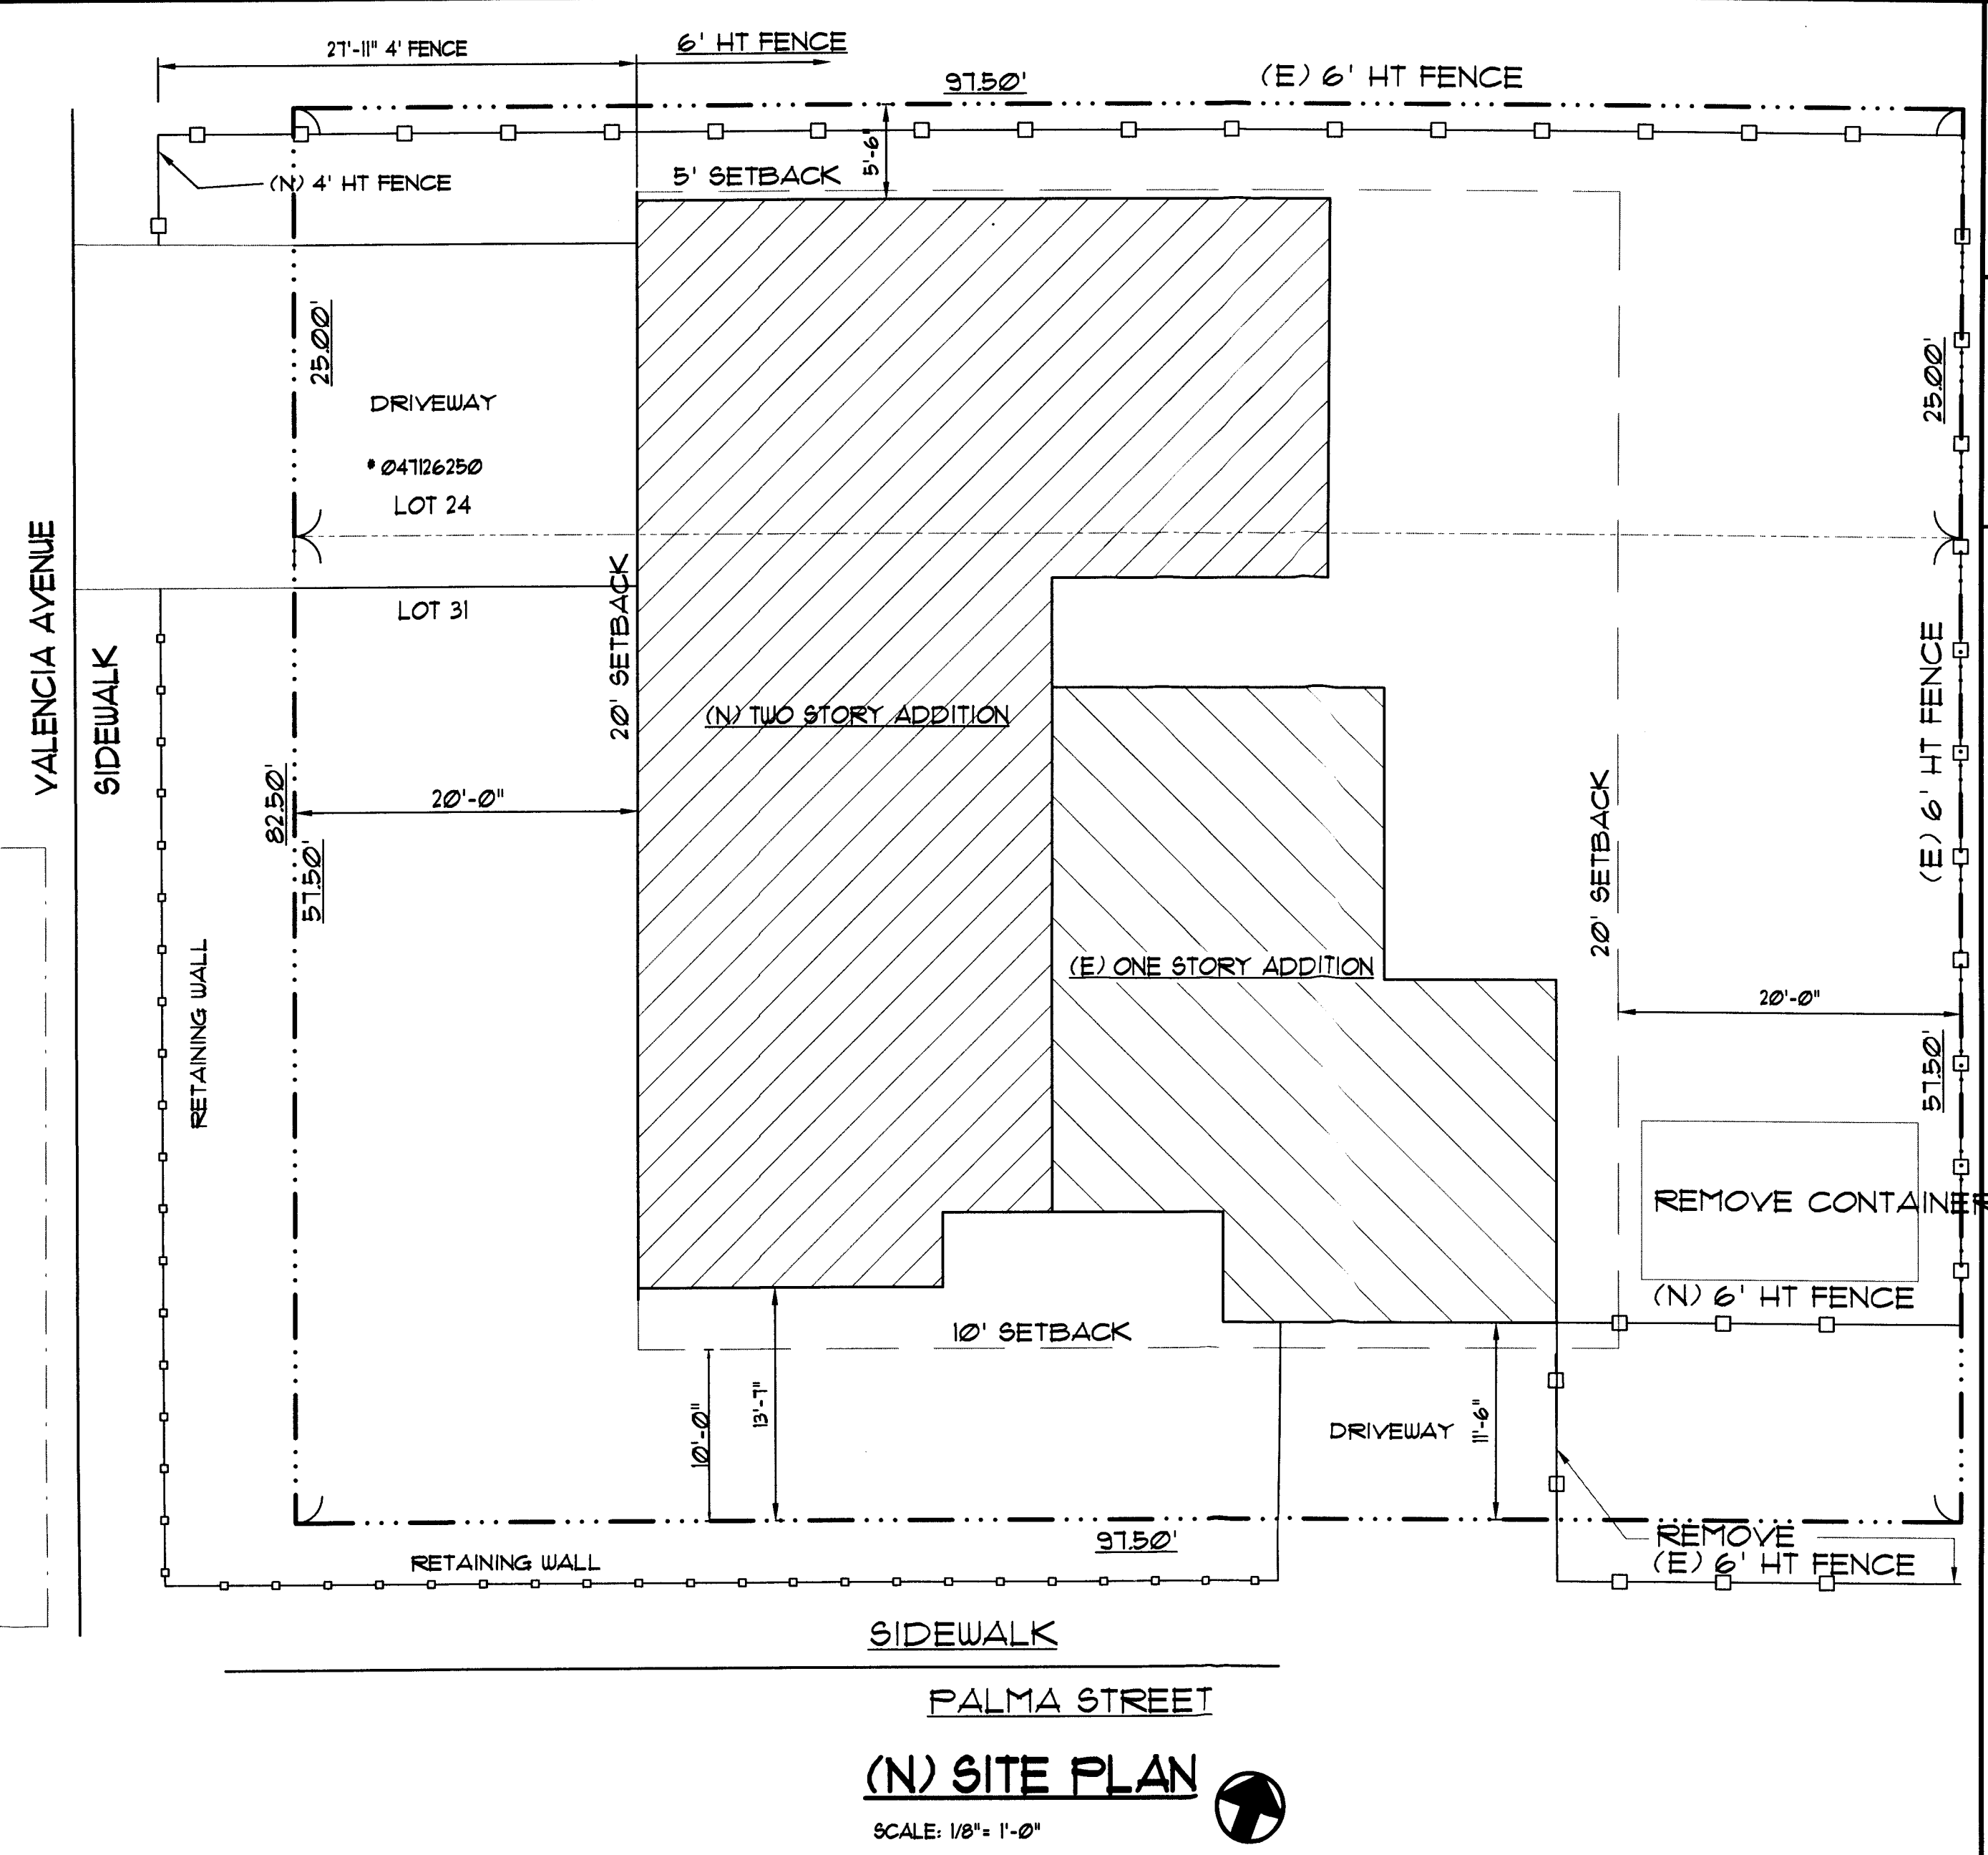 27'-11" 4' FENCE
6' HT FENCE
97.50'
(E) 6' HT FENCE
5'-6"
5' SETBACK
(N) 4' HT FENCE
25.00'
25.00'
DRIVEWAY
# 047126250
LOT 24
LOT 31
VALENCIA AVENUE
SIDEWALK
20' SETBACK
(N) TWO STORY ADDITION
(E) 6' HT FENCE
82.50'
57.50'
20'-0"
20' SETBACK
(E) ONE STORY ADDITION
20'-0"
57.50'
RETAINING WALL
REMOVE CONTAINER
(N) 6' HT FENCE
10' SETBACK
10'-0"
13'-7"
DRIVEWAY
11'-6"
97.50'
REMOVE
(E) 6' HT FENCE
RETAINING WALL
SIDEWALK
PALMA STREET
(N) SITE PLAN
SCALE: 1/8"= 1'-0"